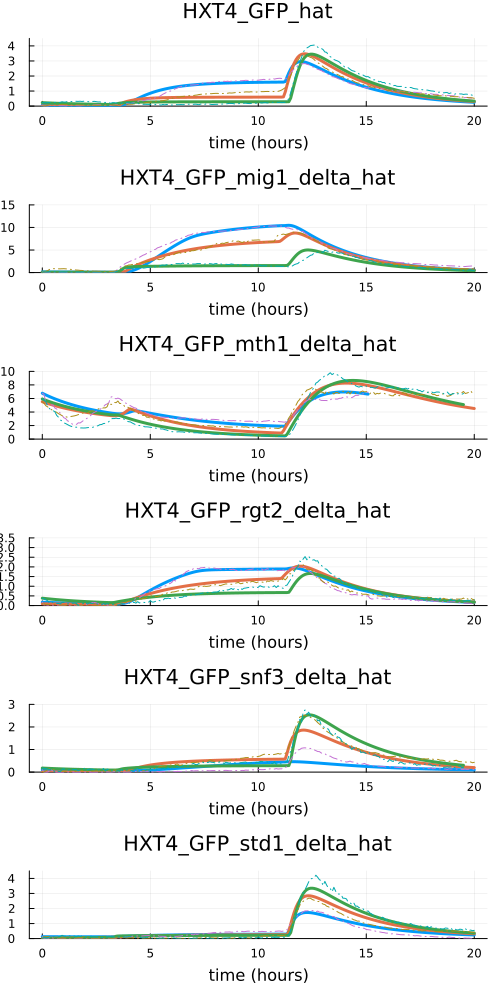 HXT4_GFP_hat
4
3
2
1
0
0 5 10 15 20
time (hours)
HXT4_GFP_mig1_delta_hat
15
10
5
0
0 5 10 15 20
time (hours)
HXT4_GFP_mth1_delta_hat
10
8
6
4
2
0
0 5 10 15 20
time (hours)
HXT4_GFP_rgt2_delta_hat
3.5
3.0
2.5
2.0
1.5
1.0
0.5
0.0
0 5 10 15 20
time (hours)
HXT4_GFP_snf3_delta_hat
3
2
1
0
0 5 10 15 20
time (hours)
HXT4_GFP_std1_delta_hat
4
3
2
1
0
0 5 10 15 20
time (hours)